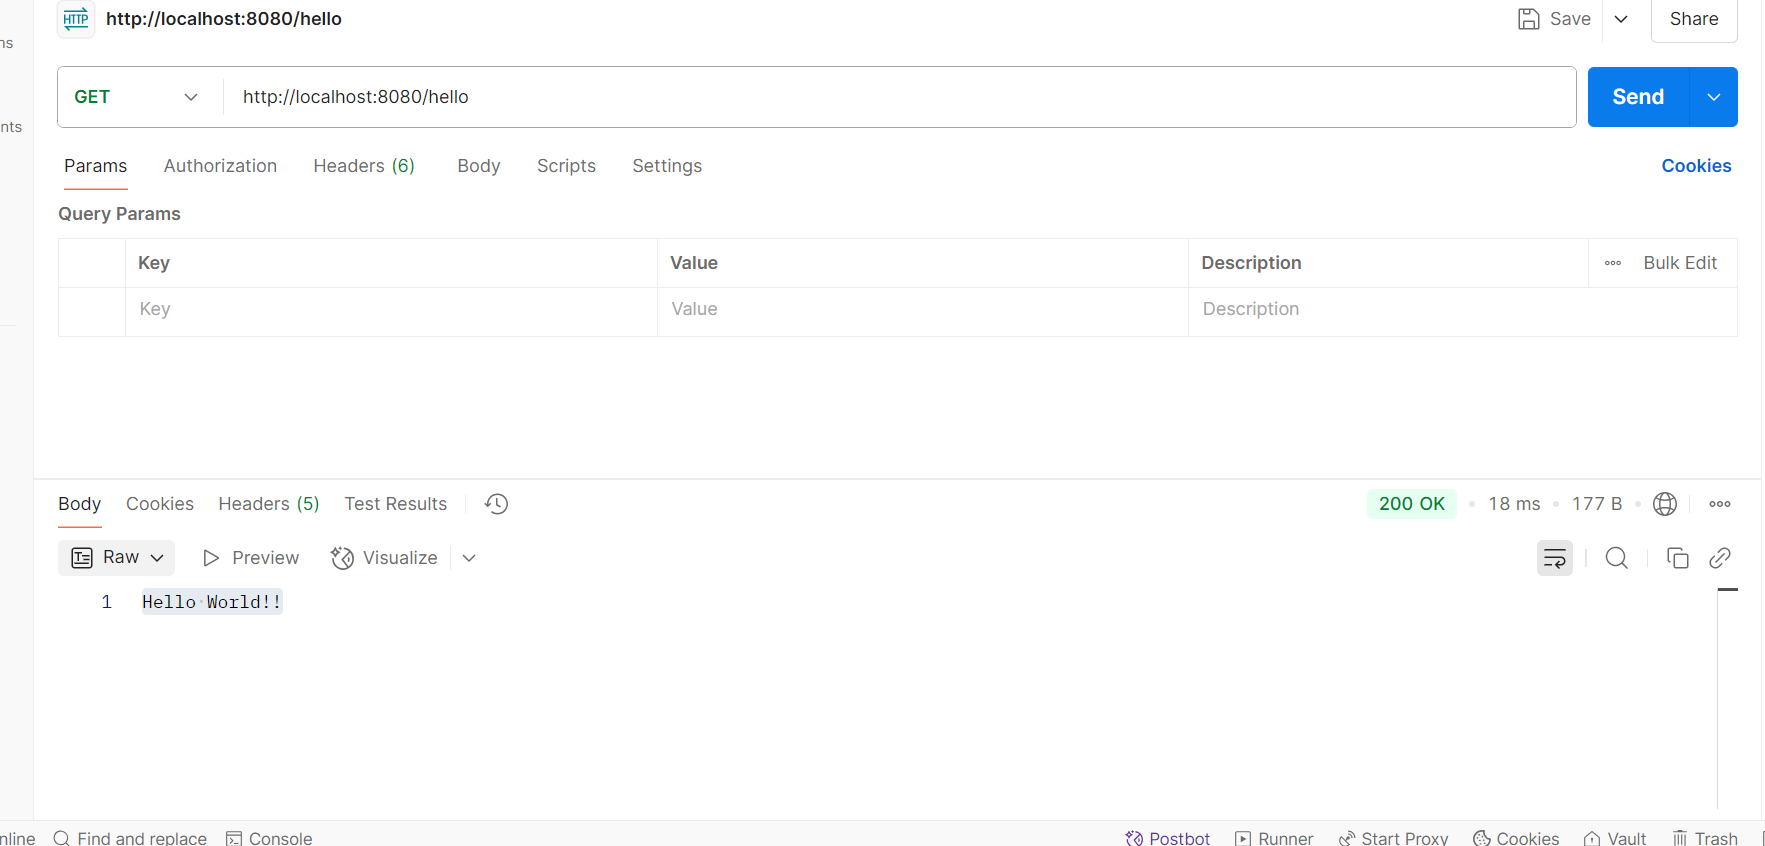 HTTP http://localhost:8080/hello Save Share
ns
GET http://localhost:8080/hello Send
nts
Params Authorization Headers (6) Body Scripts Settings Cookies
Query Params
Key Value Description Bulk Edit
Key Value Description
Body Cookies Headers (5) Test Results 200 OK • 18 ms • 177 B •
Raw Preview Visualize
1 Hello·World!!
nline Find and replace Console Postbot Runner Start Proxy Cookies Vault Trash